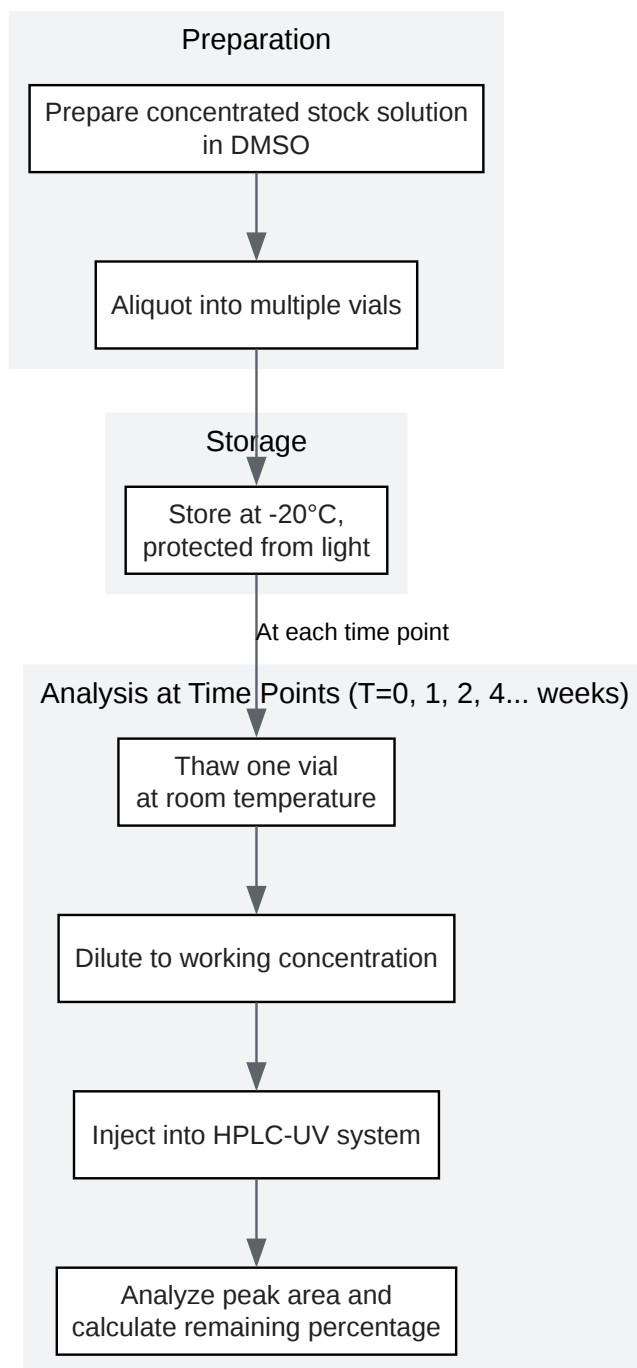 Preparation
Prepare concentrated stock solution
in DMSO
Aliquot into multiple vials
Storage
Store at -20°C,
protected from light
At each time point
Analysis at Time Points (T=0, 1, 2, 4... weeks)
Thaw one vial
at room temperature
Dilute to working concentration
Inject into HPLC-UV system
Analyze peak area and
calculate remaining percentage